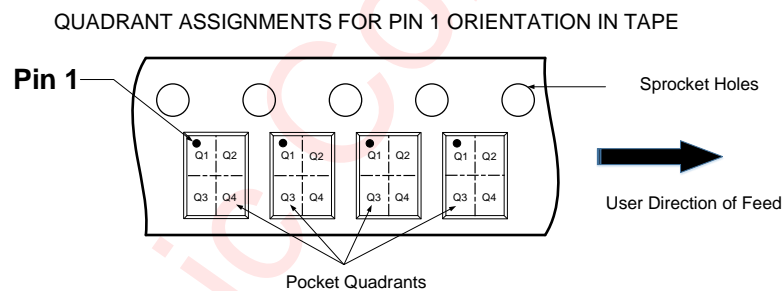 QUADRANT ASSIGNMENTS FOR PIN 1 ORIENTATION IN TAPE
Pin 1
Sprocket Holes
Q1 Q2 Q1 Q2 Q1 Q2 Q1 Q2
Q3 Q4 Q3 Q4 Q3 Q4 Q3 Q4
User Direction of Feed
Pocket Quadrants